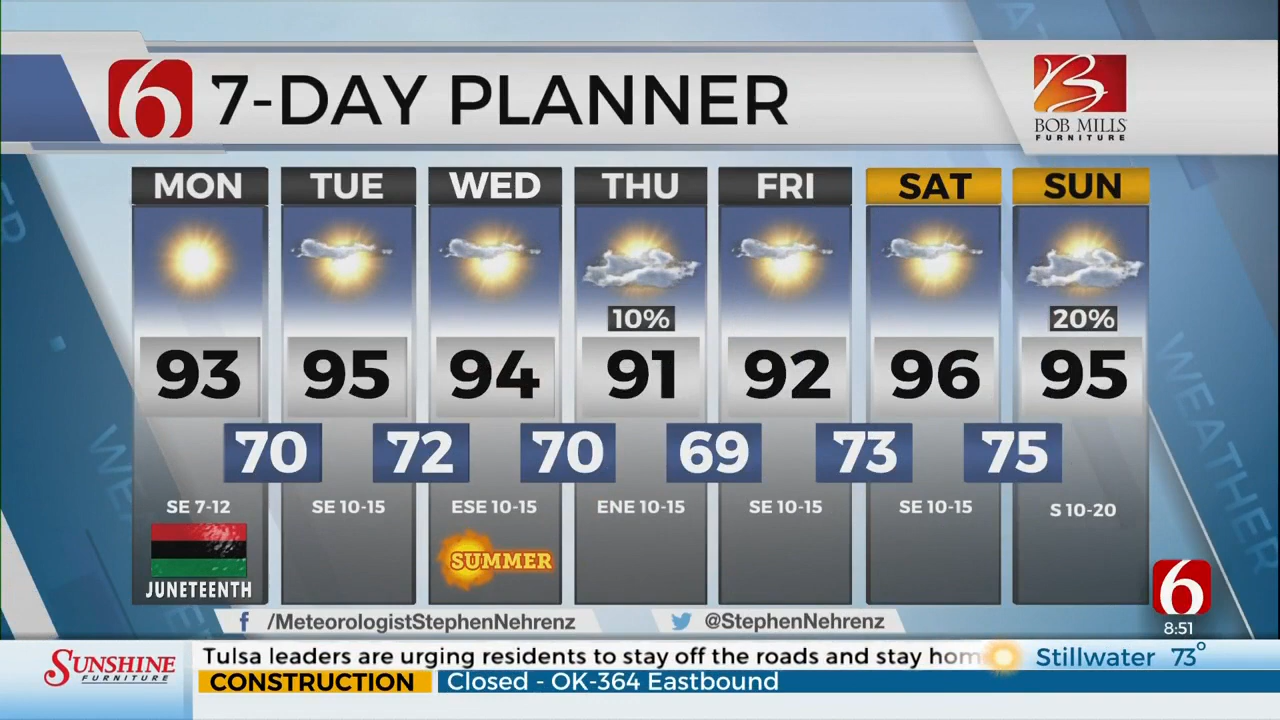 6 7-DAY PLANNER
B
BOB MILLS
FURNITURE
MON TUE WED THU FRI SAT SUN
10% 20%
93 95 94 91 92 96 95
70 72 70 69 73 75
SE 7-12 SE 10-15 ESE 10-15 ENE 10-15 SE 10-15 SE 10-15 S 10-20
SUMMER
JUNETEENTH
6
/MeteorologistStephenNehrenz @StephenNehrenz
8:51
SUNSHINE
FURNITURE
Tulsa leaders are urging residents to stay off the roads and stay hom
Stillwater 73°
CONSTRUCTION Closed - OK-364 Eastbound